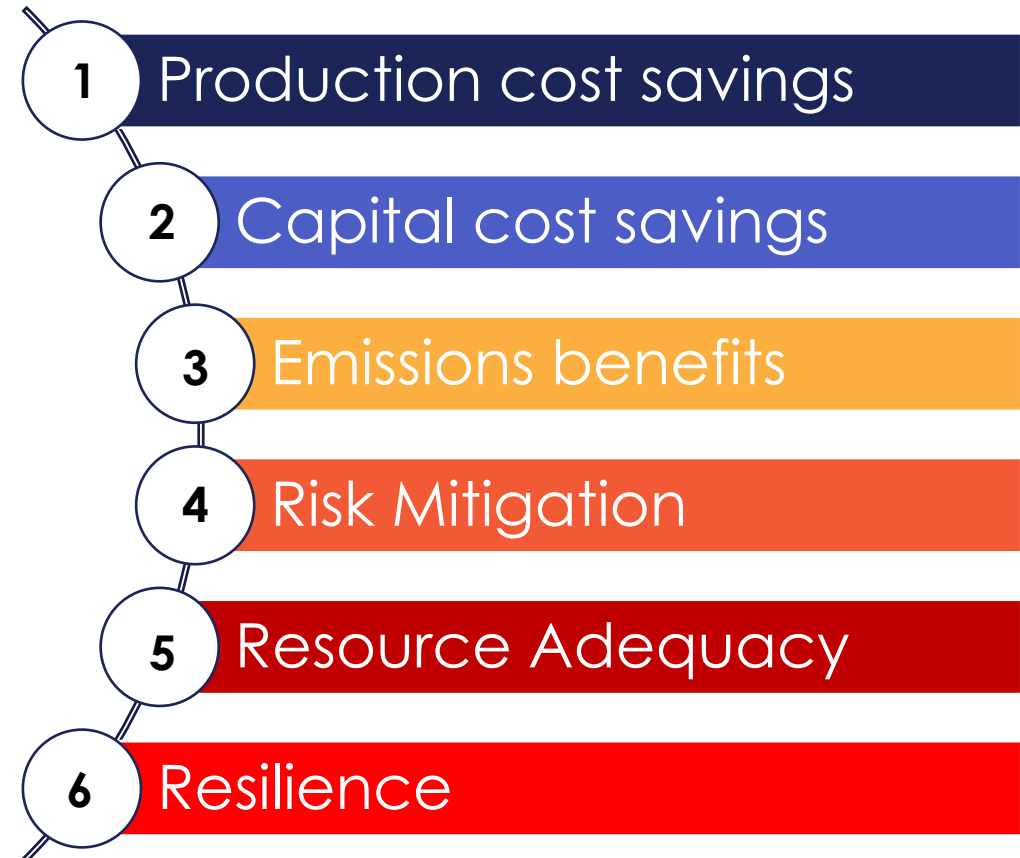 1 Production cost savings
2 Capital cost savings
3 Emissions benefits
4 Risk Mitigation
5 Resource Adequacy
6 Resilience